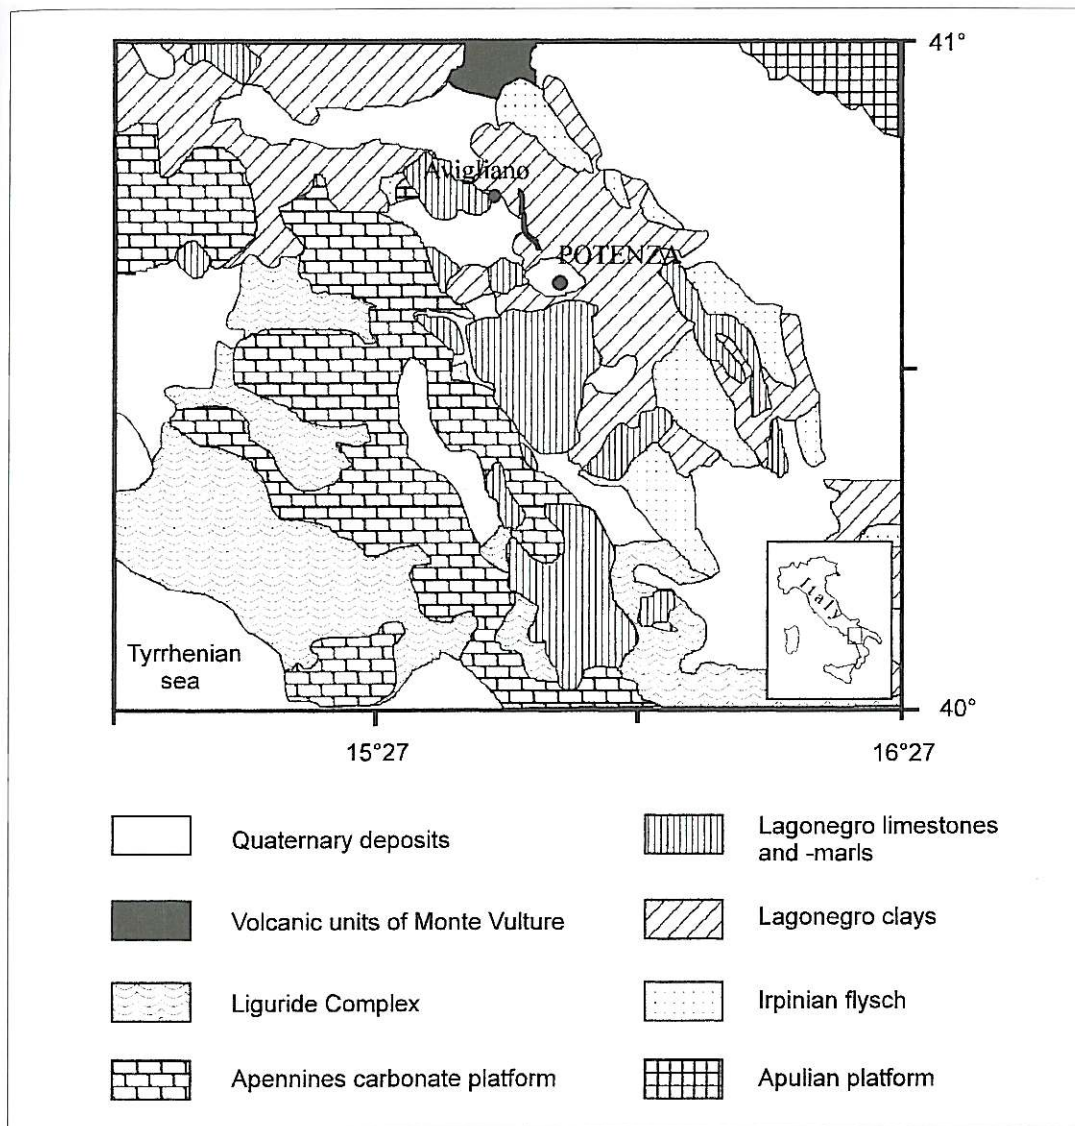 41°
Avigliano
POTENZA
Italy
Tyrrhenian
sea
40°
15°27
16°27
Quaternary deposits
Lagonegro limestones
and -marls
Volcanic units of Monte Vulture
Lagonegro clays
Liguride Complex
Irpinian flysch
Apennines carbonate platform
Apulian platform